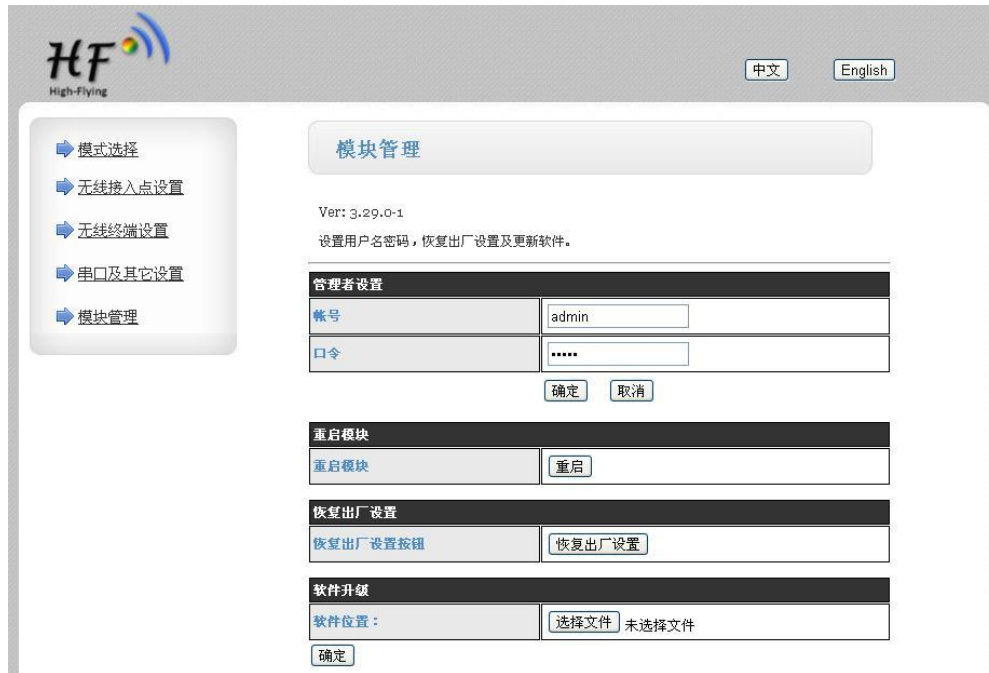 HF
High-Flying
中文 English
模式选择
无线接入点设置
无线终端设置
串口及其它设置
模块管理
模块管理
Ver: 3.29.0-1
设置用户名密码，恢复出厂设置及更新软件。
管理者设置
帐号 admin
口令 •••••
确定 取消
重启模块
重启模块 重启
恢复出厂设置
恢复出厂设置按钮 恢复出厂设置
软件升级
软件位置： 选择文件 未选择文件
确定